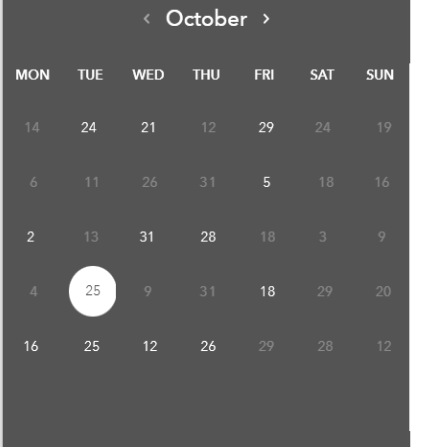 ‹ October ›
MON TUE WED THU FRI SAT SUN
14 24 21 12 29 24 19
6 11 26 31 5 18 16
2 13 31 28 18 3 9
4 25 9 31 18 29 20
16 25 12 26 29 28 12